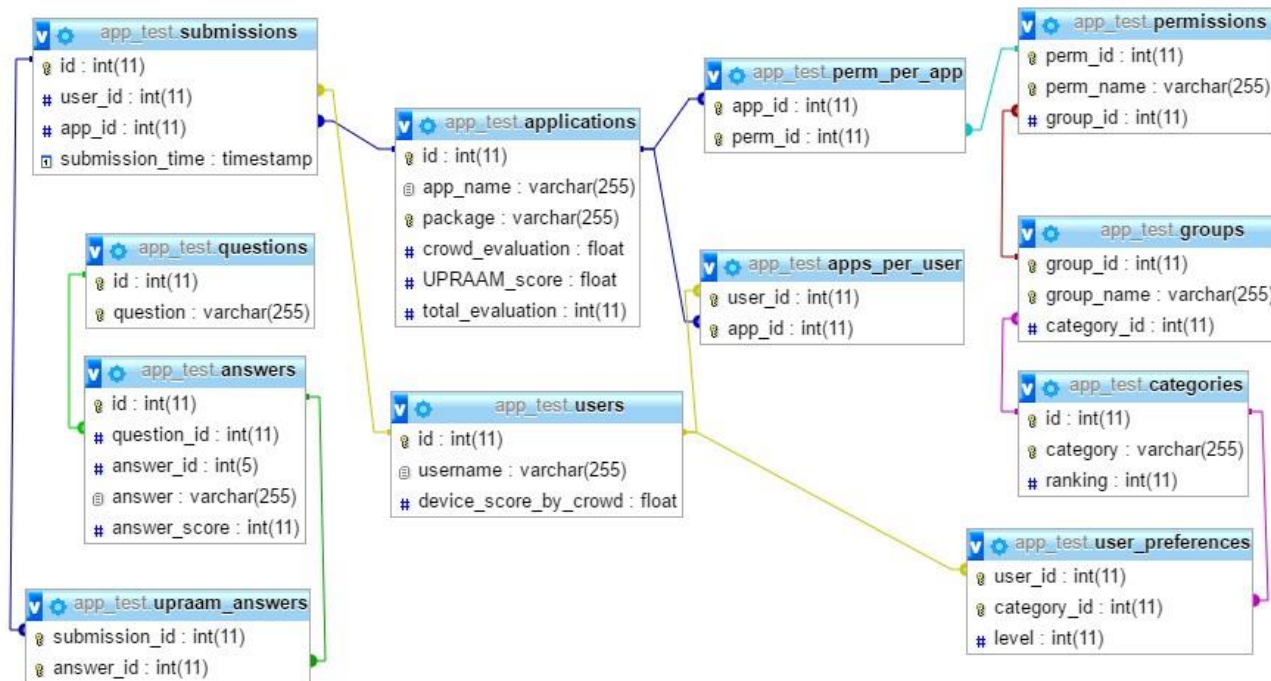 app_test.submissions
id : int(11)
user_id : int(11)
app_id : int(11)
submission_time : timestamp
app_test.questions
id : int(11)
question : varchar(255)
app_test.answers
id : int(11)
question_id : int(11)
answer_id : int(5)
answer : varchar(255)
answer_score : int(11)
app_test.upraam_answers
submission_id : int(11)
answer_id : int(11)
app_test.applications
id : int(11)
app_name : varchar(255)
package : varchar(255)
crowd_evaluation : float
UPRAAM_score : float
total_evaluation : int(11)
app_test.users
id : int(11)
username : varchar(255)
device_score_by_crowd : float
app_test.perm_per_app
app_id : int(11)
perm_id : int(11)
app_test.apps_per_user
user_id : int(11)
app_id : int(11)
app_test.permissions
perm_id : int(11)
perm_name : varchar(255)
group_id : int(11)
app_test.groups
group_id : int(11)
group_name : varchar(255)
category_id : int(11)
app_test.categories
id : int(11)
category : varchar(255)
ranking : int(11)
app_test.user_preferences
user_id : int(11)
category_id : int(11)
level : int(11)